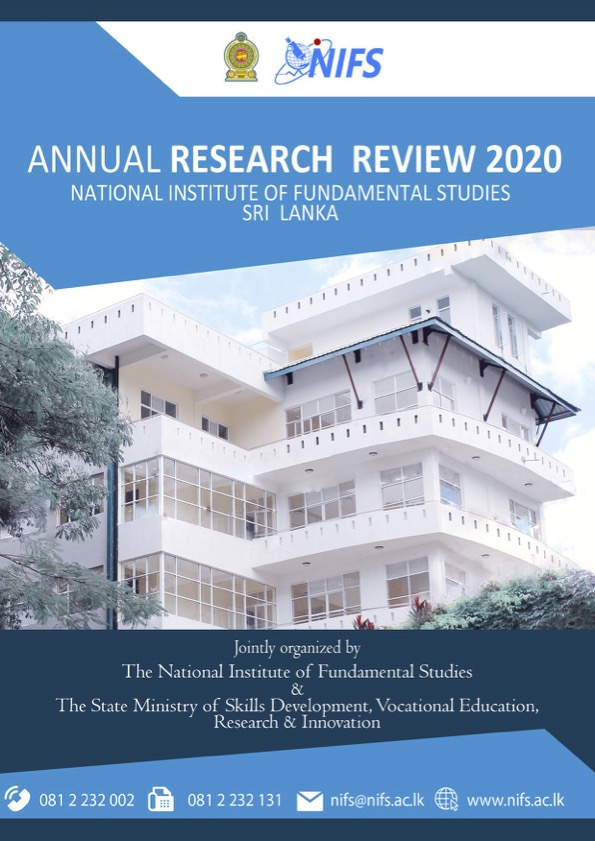 NIFS
ANNUAL RESEARCH REVIEW 2020
NATIONAL INSTITUTE OF FUNDAMENTAL STUDIES
SRI LANKA
Jointly organized by
The National Institute of Fundamental Studies
&
The State Ministry of Skills Development, Vocational Education,
Research & Innovation
081 2 232 002 081 2 232 131 nifs@nifs.ac.lk www.nifs.ac.lk